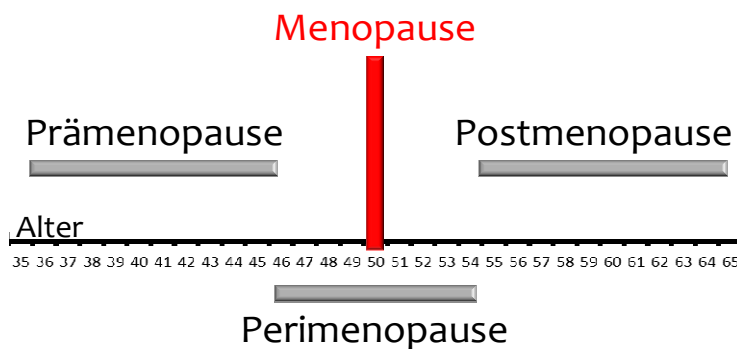 Menopause
Prämenopause
Postmenopause
Alter
35 36 37 38 39 40 41 42 43 44 45 46 47 48 49 50 51 52 53 54 55 56 57 58 59 60 61 62 63 64 65
Perimenopause